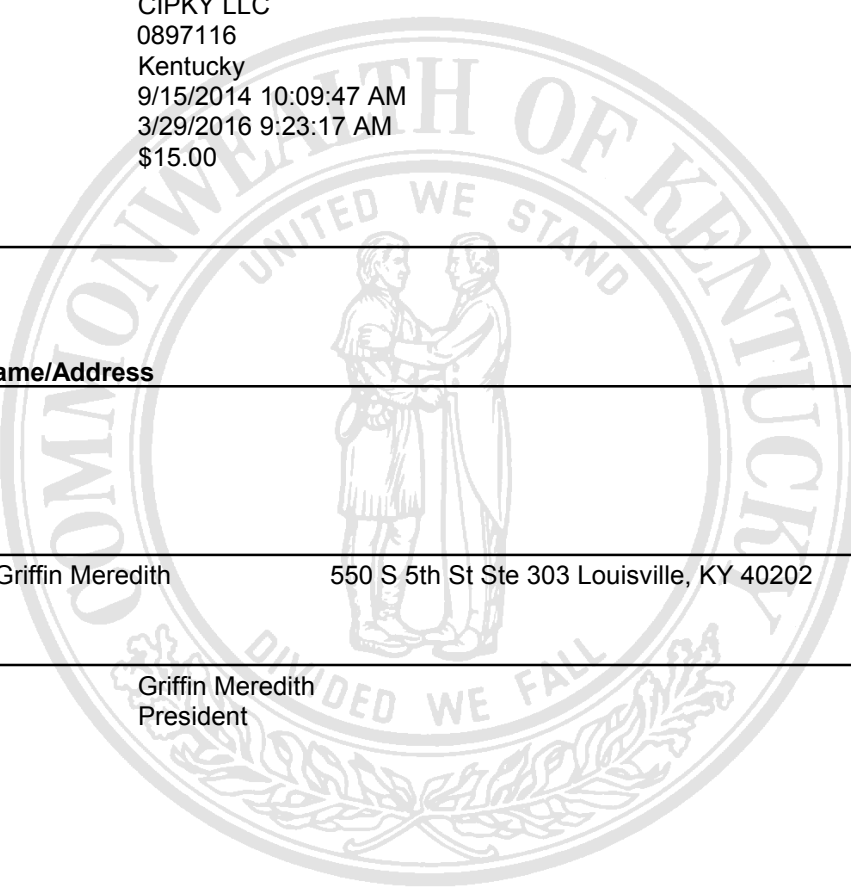 CIPKY LLC
0897116
Kentucky
9/15/2014 10:09:47 AM
3/29/2016 9:23:17 AM
$15.00
COMMONWEALTH OF KENTUCKY
UNITED WE STAND
ame/Address
Griffin Meredith 550 S 5th St Ste 303 Louisville, KY 40202
DIVIDED WE FALL
Griffin Meredith
President